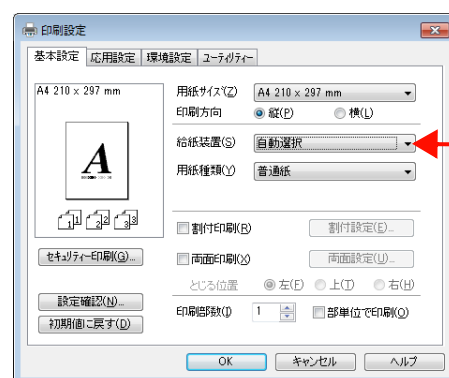 印刷設定
基本設定 応用設定 環境設定 ユーティリティー
A4 210 x 297 mm
用紙サイズ(Z) A4 210 x 297 mm
印刷方向 縦(P) 横(L)
給紙装置(S) 自動選択
用紙種類(Y) 普通紙
A
1 1 2 2 3 3
割付印刷(R) 割付設定(E)...
セキュリティー印刷(G)... 両面印刷(X) 両面設定(U)...
とじる位置 左(F) 上(T) 右(H)
設定確認(N)...
印刷部数(I) 1 部単位で印刷(O)
初期値に戻す(D)
OK キャンセル ヘルプ